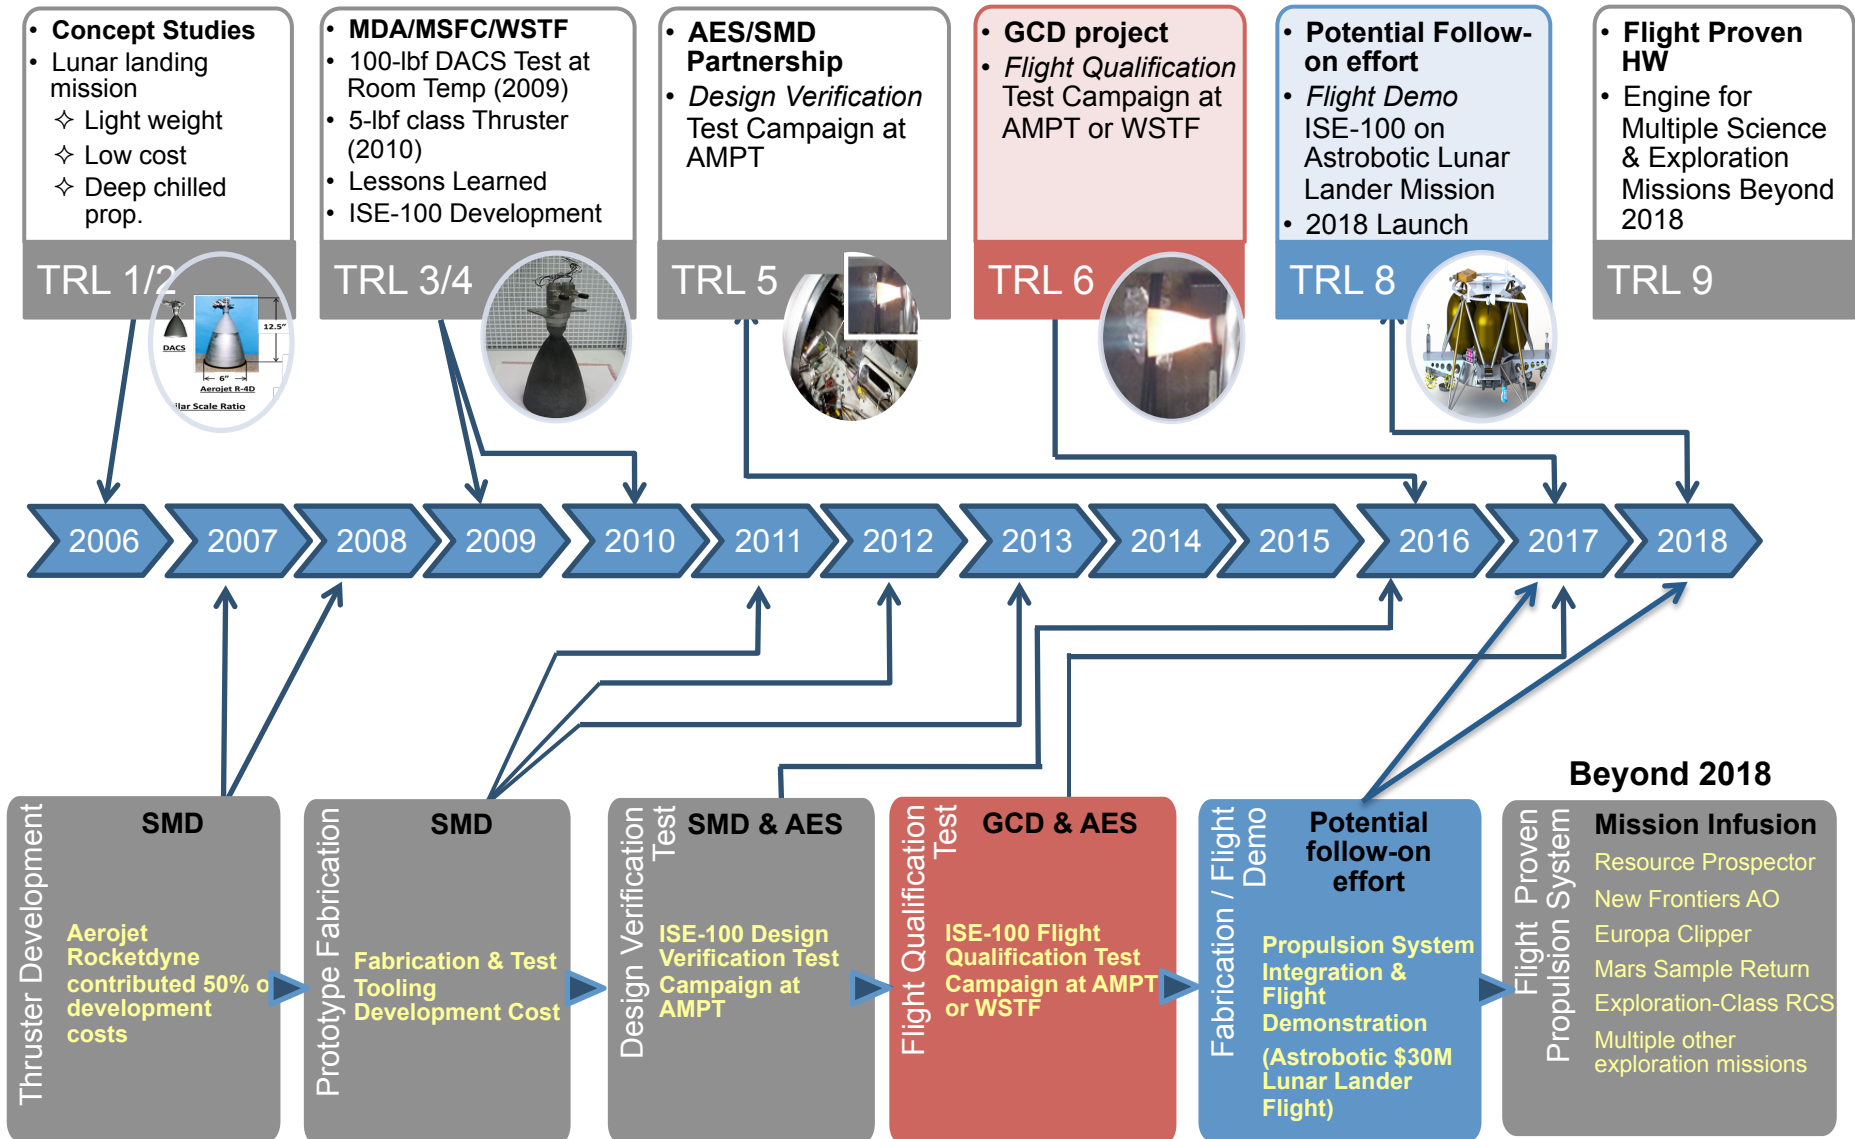 • Concept Studies
• Lunar landing
mission
✧ Light weight
✧ Low cost
✧ Deep chilled
prop.
TRL 1/2
DACS
12.5"
6"
Aerojet R-4D
ilar Scale Ratio
• MDA/MSFC/WSTF
• 100-lbf DACS Test at
Room Temp (2009)
• 5-lbf class Thruster
(2010)
• Lessons Learned
• ISE-100 Development
TRL 3/4
• AES/SMD
Partnership
• Design Verification
Test Campaign at
AMPT
TRL 5
• GCD project
• Flight Qualification
Test Campaign at
AMPT or WSTF
TRL 6
• Potential Follow-
on effort
• Flight Demo
ISE-100 on
Astrobotic Lunar
Lander Mission
• 2018 Launch
TRL 8
• Flight Proven
HW
• Engine for
Multiple Science
& Exploration
Missions Beyond
2018
TRL 9
2006
2007
2008
2009
2010
2011
2012
2013
2014
2015
2016
2017
2018
Thruster Development
SMD
Aerojet
Rocketdyne
contributed 50% o
development
costs
Prototype Fabrication
SMD
Fabrication & Test
Tooling
Development Cost
Design Verification
Test
SMD & AES
ISE-100 Design
Verification Test
Campaign at
AMPT
Flight Qualification
Test
GCD & AES
ISE-100 Flight
Qualification Test
Campaign at AMPT
or WSTF
Fabrication / Flight
Demo
Potential
follow-on
effort
Propulsion System
Integration &
Flight
Demonstration
(Astrobotic $30M
Lunar Lander
Flight)
Beyond 2018
Flight Proven
Propulsion System
Mission Infusion
Resource Prospector
New Frontiers AO
Europa Clipper
Mars Sample Return
Exploration-Class RCS
Multiple other
exploration missions